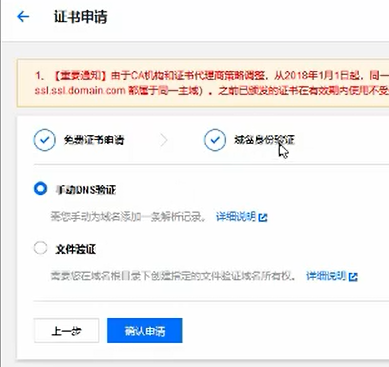 证书申请
1、【重要通知】由于CA机构和证书代理商策略调整，从2018年1月1日起，同一
ssl.ssl.domain.com 都属于同一主域）。之前已颁发的证书在有效期内使用不受
免费证书申请
域名身份验证
手动DNS验证
需您手动为域名添加一条解析记录。 详细说明
文件验证
需要您在域名根目录下创建指定的文件验证域名所有权。 详细说明
上一步
确认申请